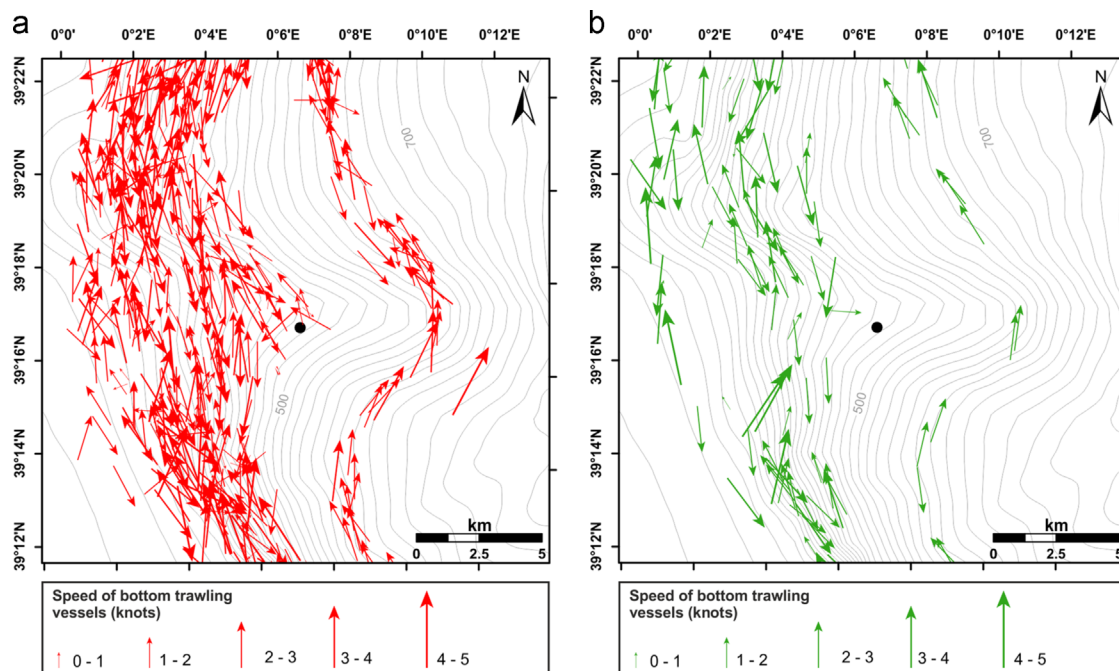 a
0°0' 0°2'E 0°4'E 0°6'E 0°8'E 0°10'E 0°12'E
39°22'N
39°20'N
39°18'N
39°16'N
39°14'N
39°12'N
N
700
500
km
0 2.5 5
Speed of bottom trawling
vessels (knots)
0 - 1 1 - 2 2 - 3 3 - 4 4 - 5
b
0°0' 0°2'E 0°4'E 0°6'E 0°8'E 0°10'E 0°12'E
39°22'N
39°20'N
39°18'N
39°16'N
39°14'N
39°12'N
N
700
500
km
0 2.5 5
Speed of bottom trawling
vessels (knots)
0 - 1 1 - 2 2 - 3 3 - 4 4 - 5